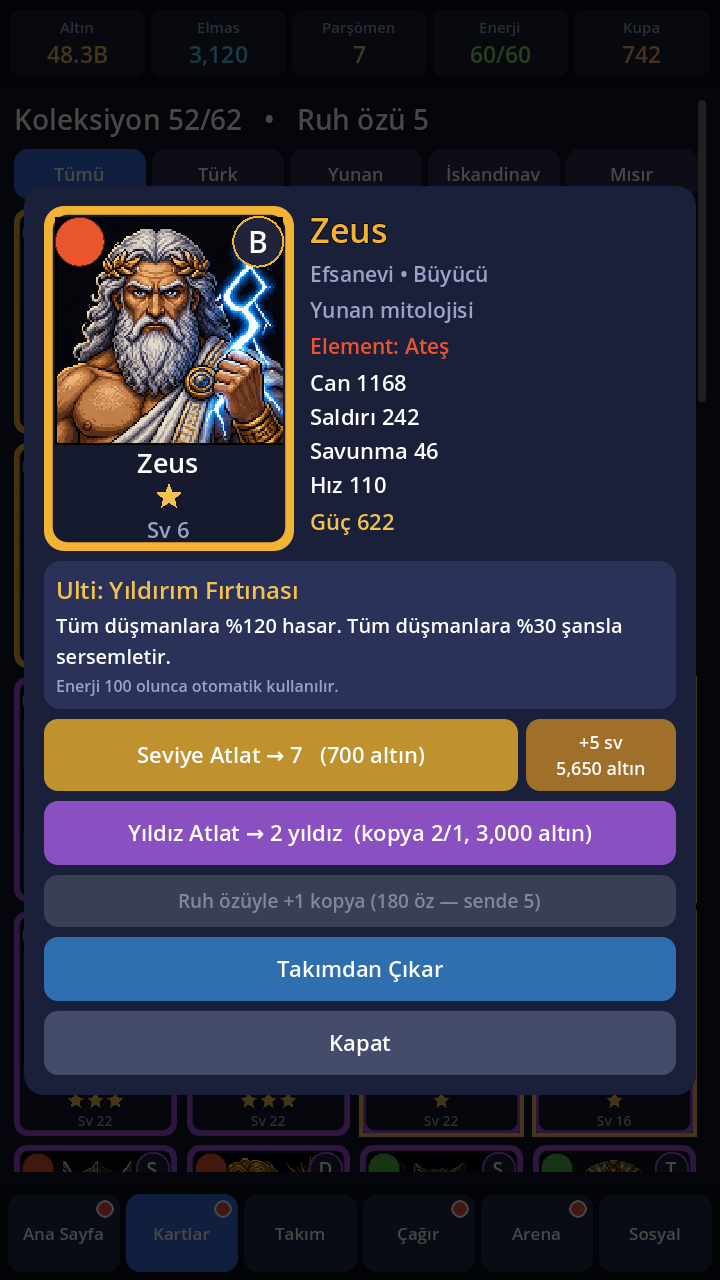 Altın
Elmas
Parşömen
Enerji
Kupa
48.3B
3,120
7
60/60
742
Koleksiyon 52/62 • Ruh özü 5
Tümü
Türk
Yunan
İskandinav
Mısır
B
Zeus
Sv 6
Zeus
Efsanevi • Büyücü
Yunan mitolojisi
Element: Ateş
Can 1168
Saldırı 242
Savunma 46
Hız 110
Güç 622
Ulti: Yıldırım Fırtınası
Tüm düşmanlara %120 hasar. Tüm düşmanlara %30 şansla
sersemletir.
Enerji 100 olunca otomatik kullanılır.
Seviye Atlat → 7 (700 altın)
+5 sv
5,650 altın
Yıldız Atlat → 2 yıldız (kopya 2/1, 3,000 altın)
Ruh özüyle +1 kopya (180 öz — sende 5)
Takımdan Çıkar
Kapat
Sv 22
Sv 22
Sv 22
Sv 16
S
D
S
T
Ana Sayfa
Kartlar
Takım
Çağır
Arena
Sosyal